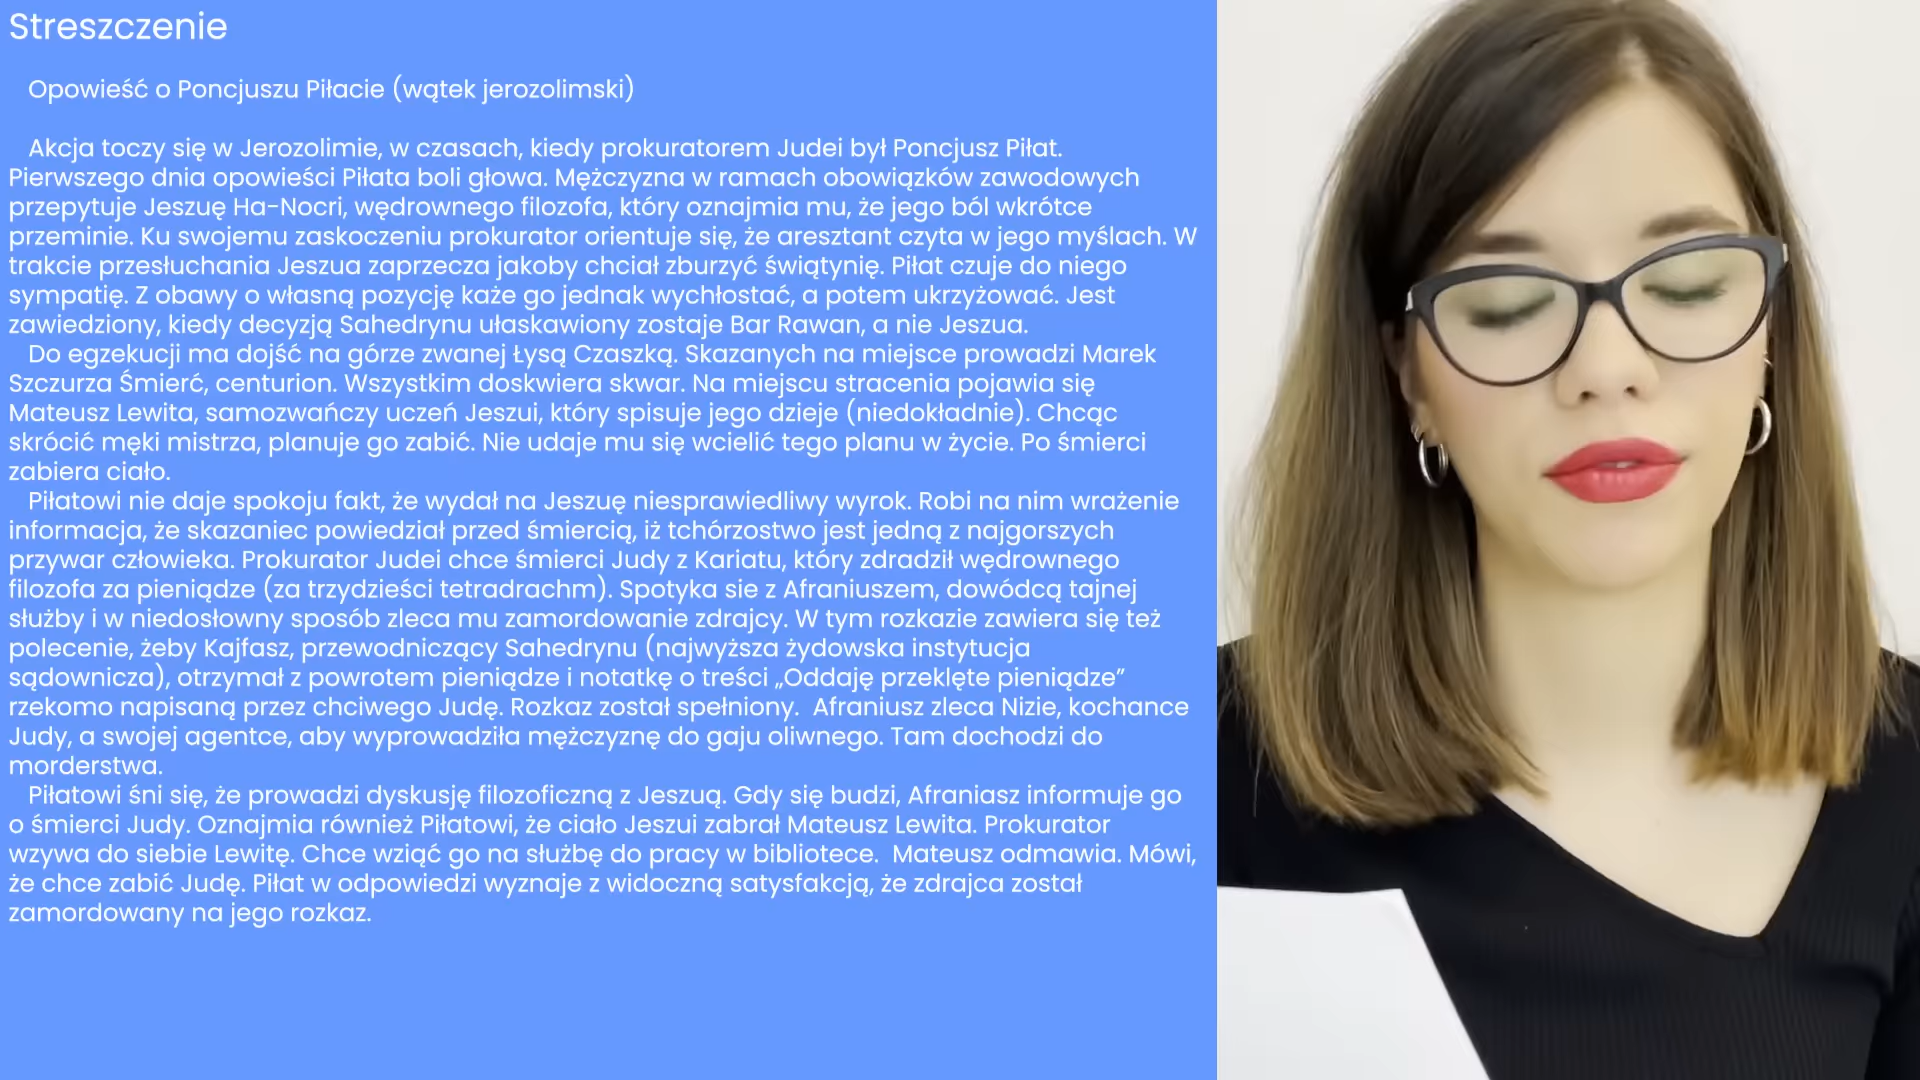 Streszczenie
Opowieść o Poncjuszu Piłacie (wątek jerozolimski)
Akcja toczy się w Jerozolimie, w czasach, kiedy prokuratorem Judei był Poncjusz Piłat.
Pierwszego dnia opowieści Piłata boli głowa. Mężczyzna w ramach obowiązków zawodowych
przepytuje Jeszuę Ha-Nocri, wędrownego filozofa, który oznajmia mu, że jego ból wkrótce
przeminie. Ku swojemu zaskoczeniu prokurator orientuje się, że aresztant czyta w jego myślach. W
trakcie przesłuchania Jeszua zaprzecza jakoby chciał zburzyć świątynię. Piłat czuje do niego
sympatię. Z obawy o własną pozycję każe go jednak wychłostać, a potem ukrzyżować. Jest
zawiedziony, kiedy decyzją Sahedrynu ułaskawiony zostaje Bar Rawan, a nie Jeszua.
Do egzekucji ma dojść na górze zwanej Łysą Czaszką. Skazanych na miejsce prowadzi Marek
Szczurza Śmierć, centurion. Wszystkim doskwiera skwar. Na miejscu stracenia pojawia się
Mateusz Lewita, samozwańczy uczeń Jeszui, który spisuje jego dzieje (niedokładnie). Chcąc
skrócić męki mistrza, planuje go zabić. Nie udaje mu się wcielić tego planu w życie. Po śmierci
zabiera ciało.
Piłatowi nie daje spokoju fakt, że wydał na Jeszuę niesprawiedliwy wyrok. Robi na nim wrażenie
informacja, że skazaniec powiedział przed śmiercią, iż tchórzostwo jest jedną z najgorszych
przywar człowieka. Prokurator Judei chce śmierci Judy z Kariatu, który zdradził wędrownego
filozofa za pieniądze (za trzydzieści tetradrachm). Spotyka sie z Afraniuszem, dowódcą tajnej
służby i w niedosłowny sposób zleca mu zamordowanie zdrajcy. W tym rozkazie zawiera się też
polecenie, żeby Kajfasz, przewodniczący Sahedrynu (najwyższa żydowska instytucja
sądownicza), otrzymał z powrotem pieniądze i notatkę o treści „Oddaję przeklęte pieniądze”
rzekomo napisaną przez chciwego Judę. Rozkaz został spełniony.  Afraniusz zleca Nizie, kochance
Judy, a swojej agentce, aby wyprowadziła mężczyznę do gaju oliwnego. Tam dochodzi do
morderstwa.
Piłatowi śni się, że prowadzi dyskusję filozoficzną z Jeszuą. Gdy się budzi, Afraniasz informuje go
o śmierci Judy. Oznajmia również Piłatowi, że ciało Jeszui zabrał Mateusz Lewita. Prokurator
wzywa do siebie Lewitę. Chce wziąć go na służbę do pracy w bibliotece.  Mateusz odmawia. Mówi,
że chce zabić Judę. Piłat w odpowiedzi wyznaje z widoczną satysfakcją, że zdrajca został
zamordowany na jego rozkaz.